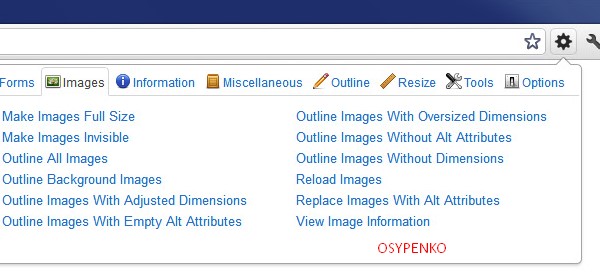 Forms Images Information Miscellaneous Outline Resize Tools Options
Make Images Full Size
Make Images Invisible
Outline All Images
Outline Background Images
Outline Images With Adjusted Dimensions
Outline Images With Empty Alt Attributes
Outline Images With Oversized Dimensions
Outline Images Without Alt Attributes
Outline Images Without Dimensions
Reload Images
Replace Images With Alt Attributes
View Image Information
OSYPENKO